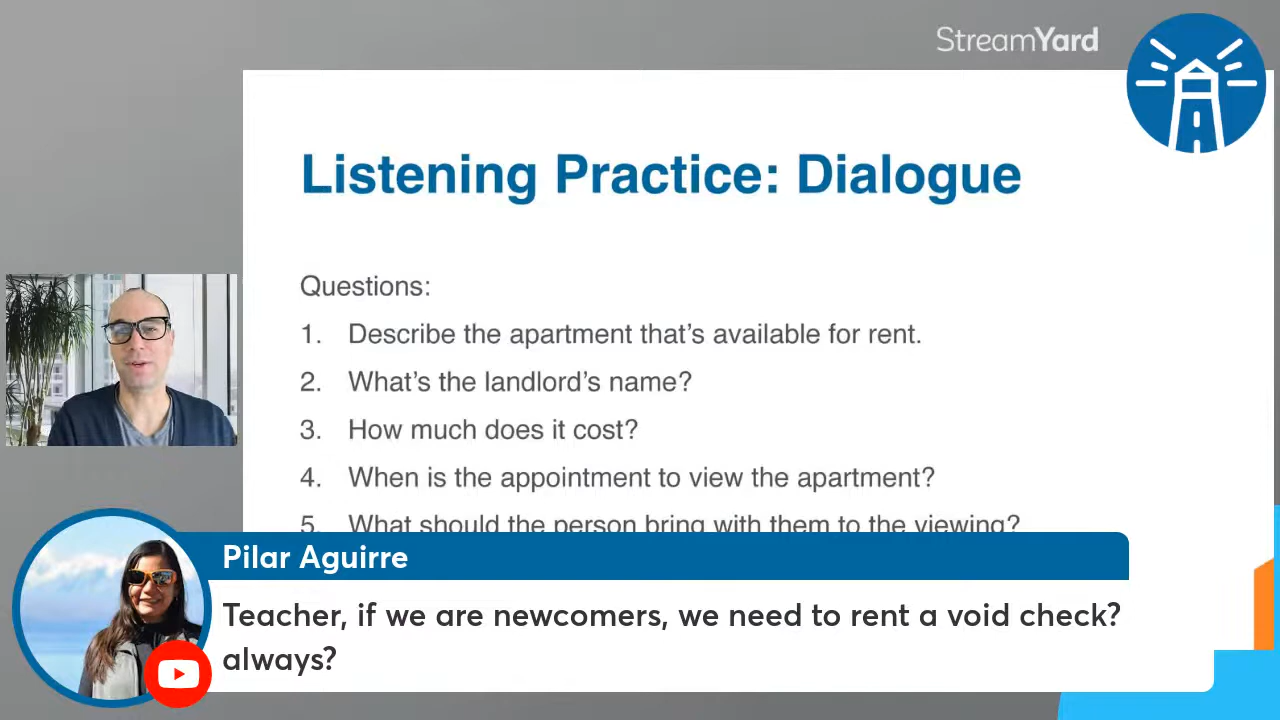 StreamYard
Listening Practice: Dialogue
Questions:
1. Describe the apartment that's available for rent.
2. What's the landlord's name?
3. How much does it cost?
4. When is the appointment to view the apartment?
5. What should the person bring with them to the viewing?
Pilar Aguirre
Teacher, if we are newcomers, we need to rent a void check?
always?